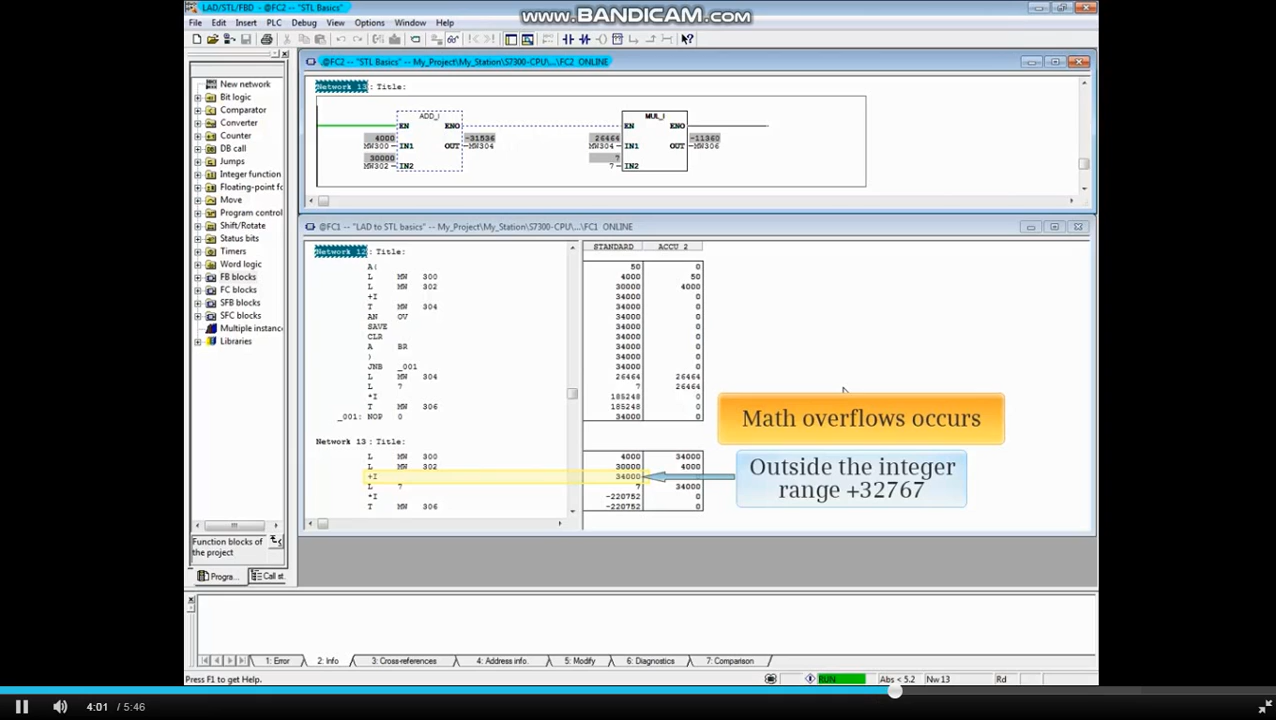 LAD/STL/FBD - @FC2 -- "STL Basics"
www.BANDICAM.com
File Edit Insert PLC Debug View Options Window Help
New network
Bit logic
Comparator
Converter
Counter
DB call
Jumps
Integer function
Floating-point f
Move
Program control
Shift/Rotate
Status bits
Timers
Word logic
FB blocks
FC blocks
SFB blocks
SFC blocks
Multiple instanc
Libraries
Function blocks of
the project
Progra... Call st.
@FC2 -- "STL Basics" -- My_Project\My_Station\S7300-CPU\...\FC2 ONLINE
Network 13: Title:
ADD_I MUL_I
EN ENO EN ENO
4000 -31536 26464 -11360
MW300 IN1 OUT MW304 MW304 IN1 OUT MW306
30000 7
MW302 IN2 7 IN2
@FC1 -- "LAD to STL basics" -- My_Project\My_Station\S7300-CPU\...\FC1 ONLINE
STANDARD ACCU 2
Network 12: Title:
A( 50 0
L MW 300 4000 50
L MW 302 30000 4000
+I 34000 0
T MW 304 34000 0
AN OV 34000 0
SAVE 34000 0
CLR 34000 0
A BR 34000 0
) 34000 0
JNB _001 34000 0
L MW 304 26464 26464
L 7 7 26464
*I 185248 0
T MW 306 185248 0
_001: NOP 0 34000 0
Network 13 : Title:
L MW 300 4000 34000
L MW 302 30000 4000
+I 34000
L 7 7 34000
*I -220752 0
T MW 306 -220752 0
Math overflows occurs
Outside the integer
range +32767
1: Error 2: Info 3: Cross-references 4: Address info. 5: Modify 6: Diagnostics 7: Comparison
Press F1 to get Help. RUN Abs < 5.2 Nw 13 Rd
4:01 / 5:46